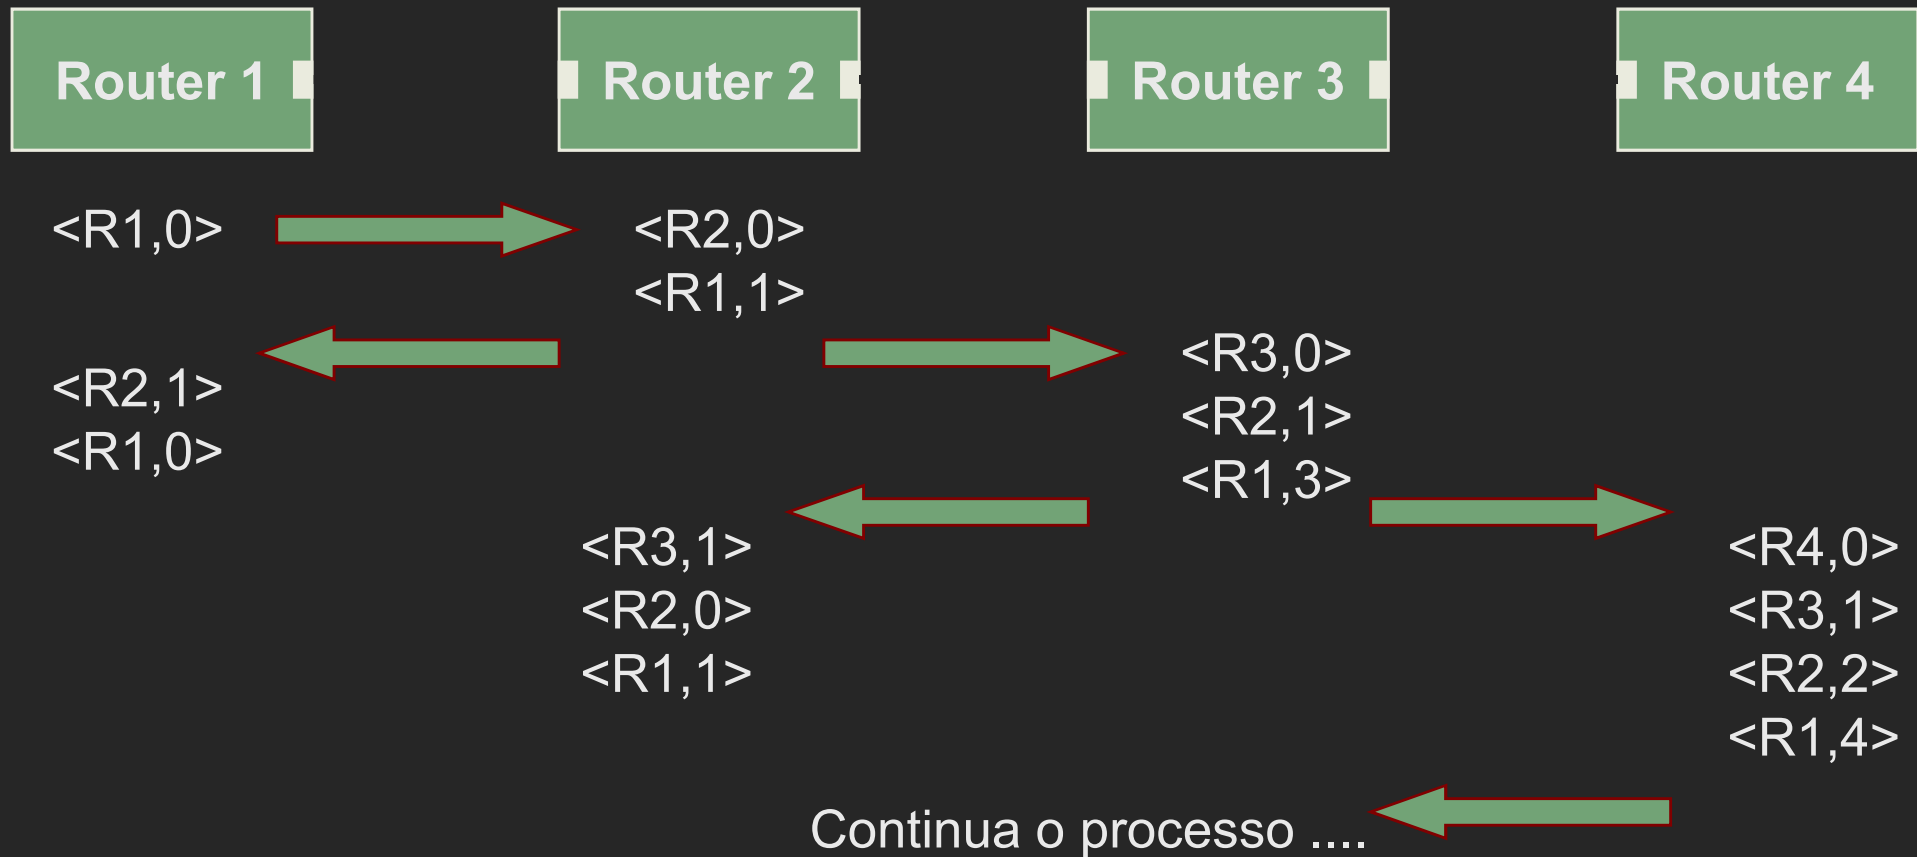 Router 1
Router 2
Router 3
Router 4
<R1,0>
<R2,0>
<R1,1>
<R2,1>
<R1,0>
<R3,0>
<R2,1>
<R1,3>
<R3,1>
<R2,0>
<R1,1>
<R4,0>
<R3,1>
<R2,2>
<R1,4>
Continua o processo ....